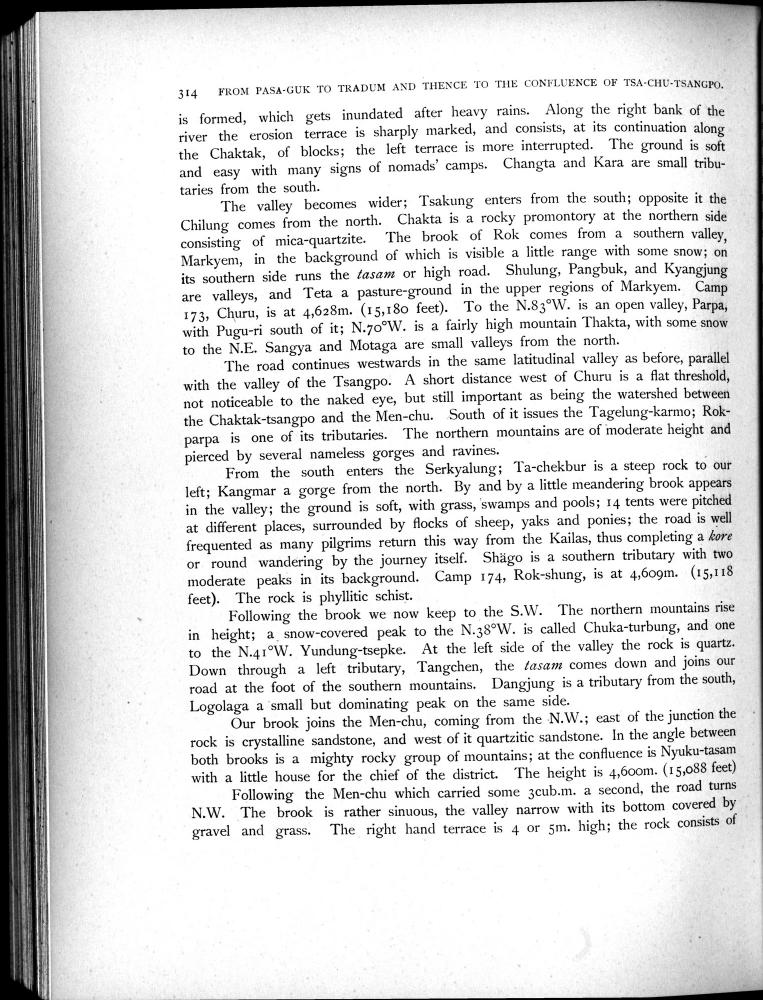 314 FROM PASA-GUK TO TRADUM AND THENCE TO THE CONFLUENCE OF TSA-CHU-TSANGPO.
is formed, which gets inundated after heavy rains. Along the right bank of the
river the erosion terrace is sharply marked, and consists, at its continuation along
the Chaktak, of blocks; the left terrace is more interrupted. The ground is soft
and easy with many signs of nomads' camps. Changta and Kara are small tribu-
taries from the south.
The valley becomes wider; Tsakung enters from the south; opposite it the
Chilung comes from the north. Chakta is a rocky promontory at the northern side
consisting of mica-quartzite. The brook of Rok comes from a southern valley,
Markyem, in the background of which is visible a little range with some snow; on
its southern side runs the tasam or high road. Shulung, Pangbuk, and Kyangjung
are valleys, and Teta a pasture-ground in the upper regions of Markyem. Camp
173, Churu, is at 4,628m. (15,180 feet). To the N.83°W. is an open valley, Parpa,
with Pugu-ri south of it; N.70°W. is a fairly high mountain Thakta, with some snow
to the N.E. Sangya and Motaga are small valleys from the north.
The road continues westwards in the same latitudinal valley as before, parallel
with the valley of the Tsangpo. A short distance west of Churu is a flat threshold,
not noticeable to the naked eye, but still important as being the watershed between
the Chaktak-tsangpo and the Men-chu. South of it issues the Tagelung-karmo; Rok-
parpa is one of its tributaries. The northern mountains are of moderate height and
pierced by several nameless gorges and ravines.
From the south enters the Serkyalung; Ta-chekbur is a steep rock to our
left; Kangmar a gorge from the north. By and by a little meandering brook appears
in the valley; the ground is soft, with grass, swamps and pools; 14 tents were pitched
at different places, surrounded by flocks of sheep, yaks and ponies; the road is well
frequented as many pilgrims return this way from the Kailas, thus completing a kore
or round wandering by the journey itself. Shägo is a southern tributary with two
moderate peaks in its background. Camp 174, Rok-shung, is at 4,609m. (15,118
feet). The rock is phyllitic schist.
Following the brook we now keep to the S.W. The northern mountains rise
in height; a snow-covered peak to the N.38°W. is called Chuka-turbung, and one
to the N.41°W. Yundung-tsepke. At the left side of the valley the rock is quartz.
Down through a left tributary, Tangchen, the tasam comes down and joins our
road at the foot of the southern mountains. Dangjung is a tributary from the south,
Logolaga a small but dominating peak on the same side.
Our brook joins the Men-chu, coming from the N.W.; east of the junction the
rock is crystalline sandstone, and west of it quartzitic sandstone. In the angle between
both brooks is a mighty rocky group of mountains; at the confluence is Nyuku-tasam
with a little house for the chief of the district. The height is 4,600m. (15,088 feet)
Following the Men-chu which carried some 3cub.m. a second, the road turns
N.W. The brook is rather sinuous, the valley narrow with its bottom covered by
gravel and grass. The right hand terrace is 4 or 5m. high; the rock consists of